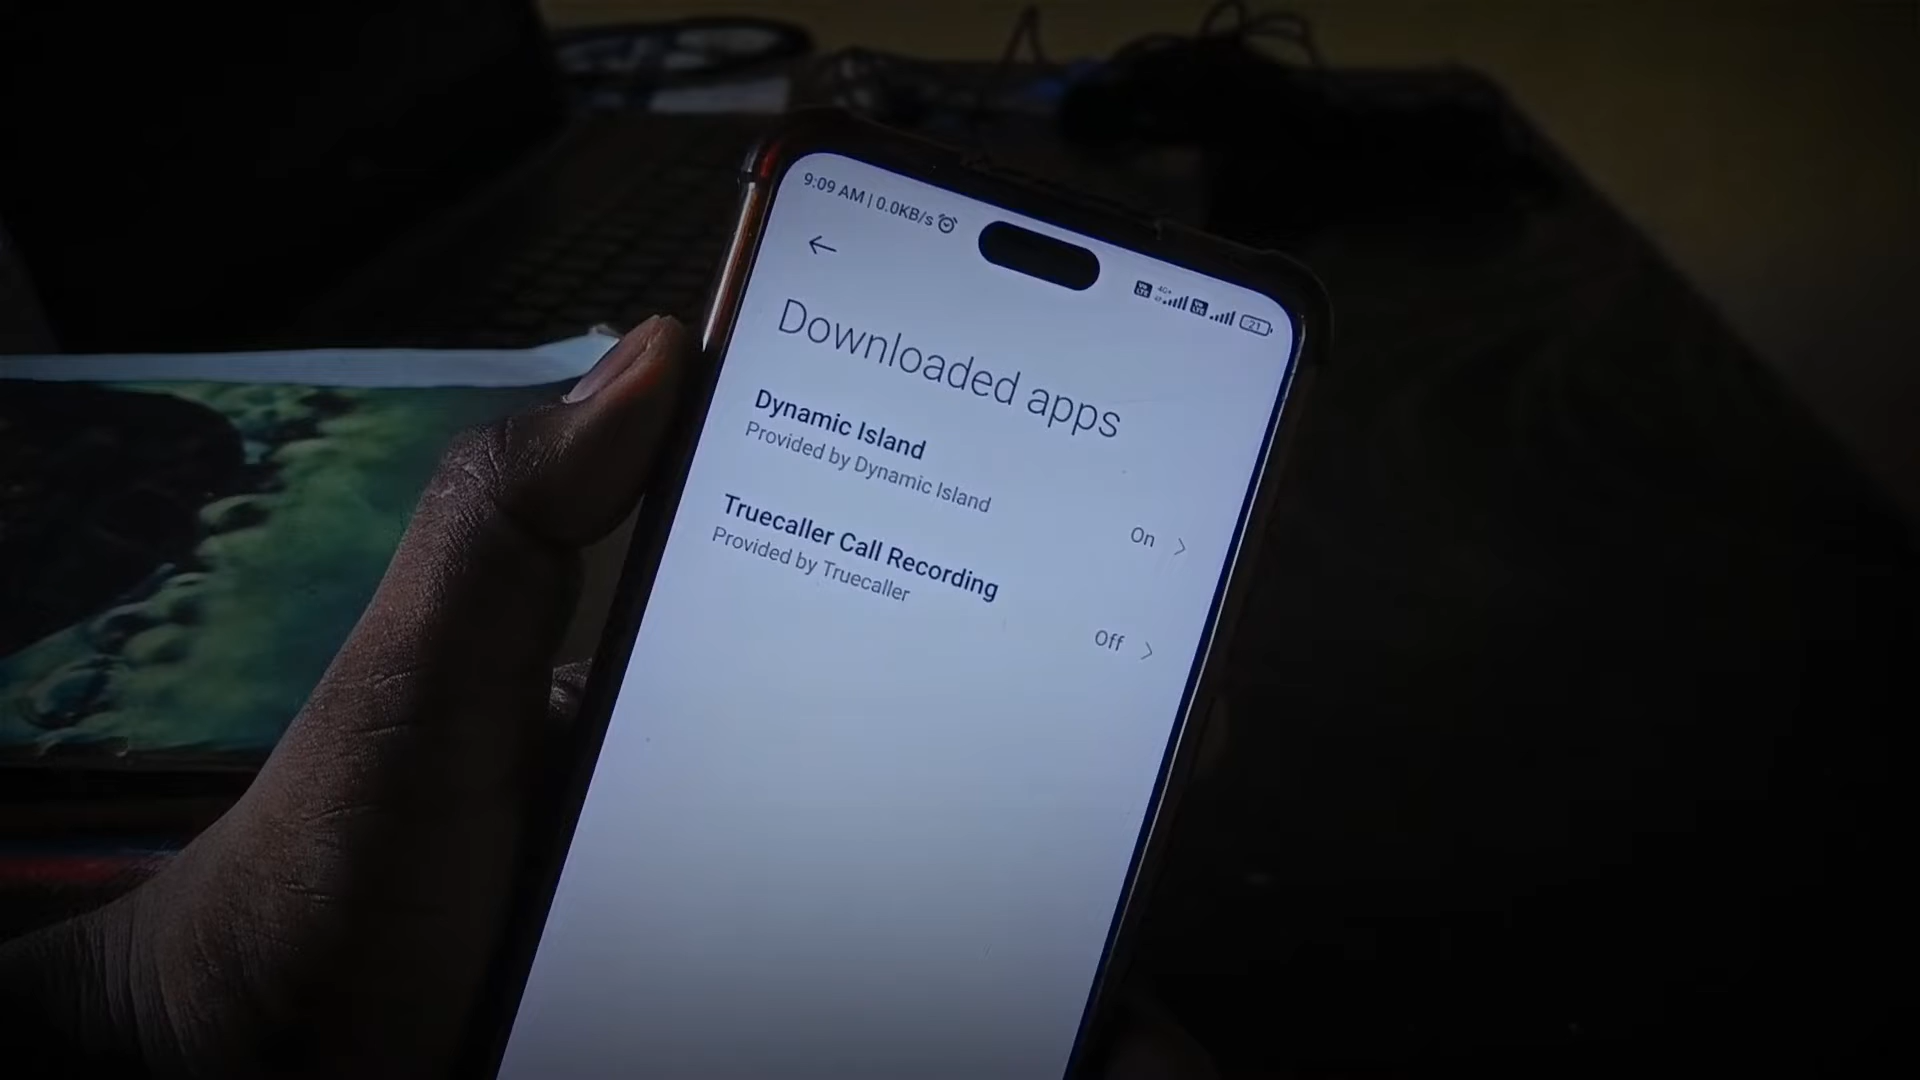 9:09 AM | 0.0KB/s
21
Downloaded apps
Dynamic Island
Provided by Dynamic Island
On
Truecaller Call Recording
Provided by Truecaller
Off